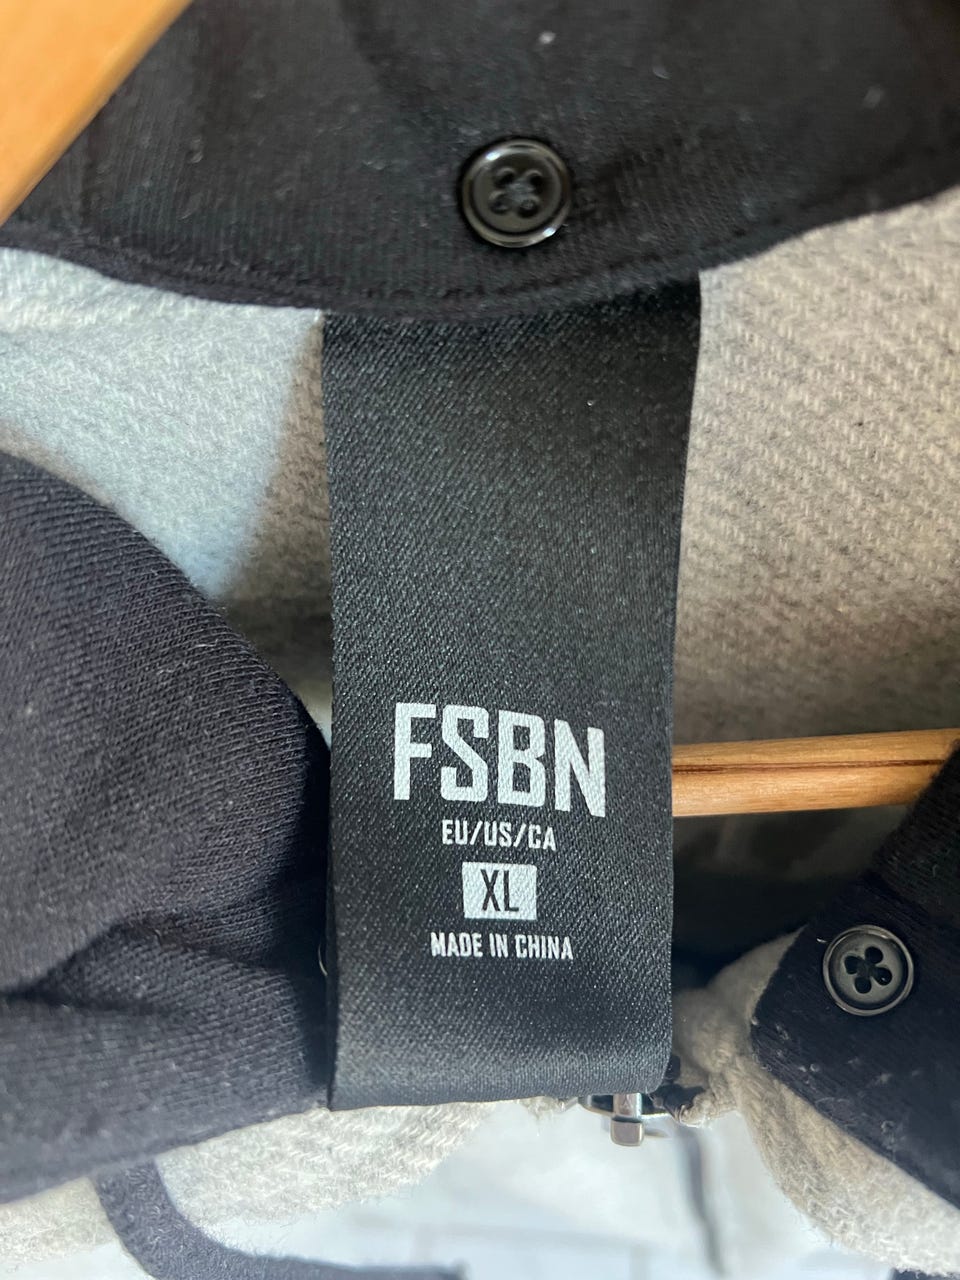 FSBN
EU/US/CA
XL
MADE IN CHINA